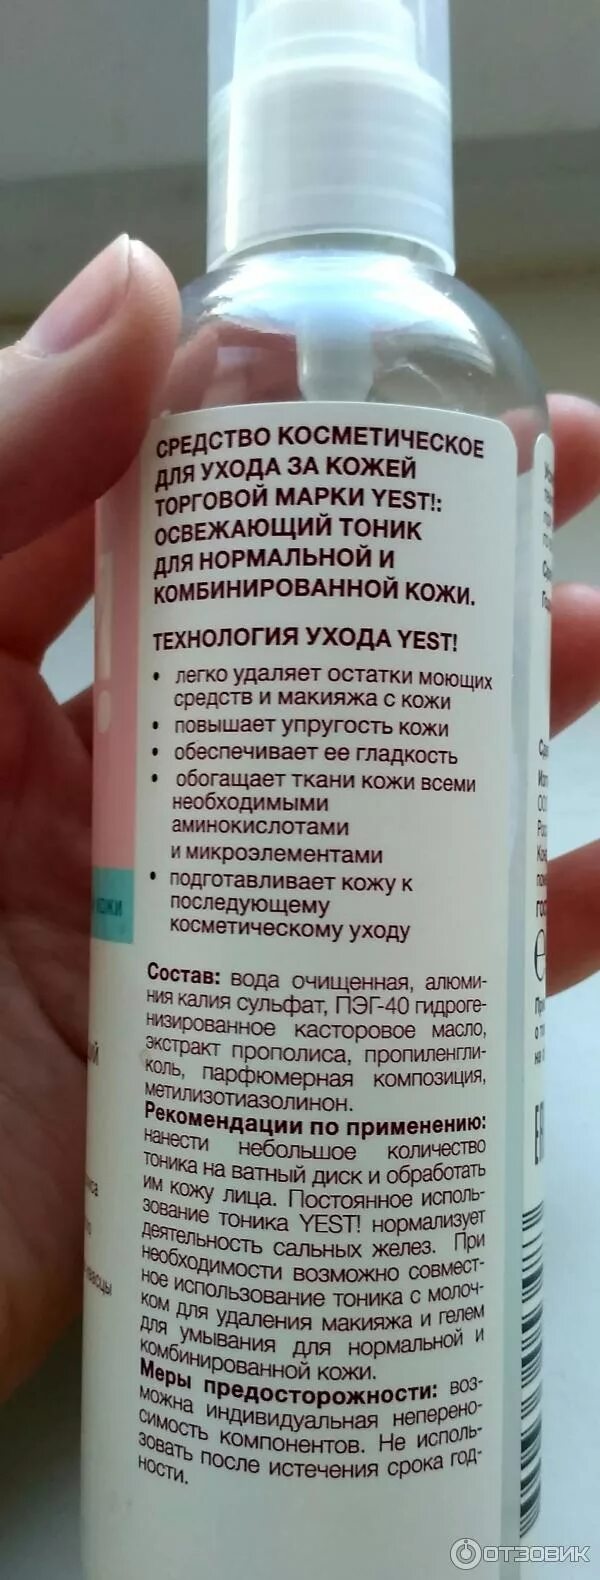 СРЕДСТВО КОСМЕТИЧЕСКОЕ
ДЛЯ УХОДА ЗА КОЖЕЙ
ТОРГОВОЙ МАРКИ YEST!:
ОСВЕЖАЮЩИЙ ТОНИК
ДЛЯ НОРМАЛЬНОЙ И
КОМБИНИРОВАННОЙ КОЖИ.
ТЕХНОЛОГИЯ УХОДА YEST!
• легко удаляет остатки моющих
средств и макияжа с кожи
• повышает упругость кожи
• обеспечивает ее гладкость
• обогащает ткани кожи всеми
необходимыми
аминокислотами
и микроэлементами
• подготавливает кожу к
последующему
косметическому уходу
Состав: вода очищенная, алюми-
ния калия сульфат, ПЭГ-40 гидроге-
низированное касторовое масло,
экстракт прополиса, пропиленгли-
коль, парфюмерная композиция,
метилизотиазолинон.
Рекомендации по применению:
нанести небольшое количество
тоника на ватный диск и обработать
им кожу лица. Постоянное исполь-
зование тоника YEST! нормализует
деятельность сальных желез. При
необходимости возможно совмест-
ное использование тоника с молоч-
ком для удаления макияжа и гелем
для умывания для нормальной и
комбинированной кожи.
Меры предосторожности: воз-
можна индивидуальная неперено-
симость компонентов. Не исполь-
зовать после истечения срока год-
ности.
кожи
квасцы
ОТЗОВИК